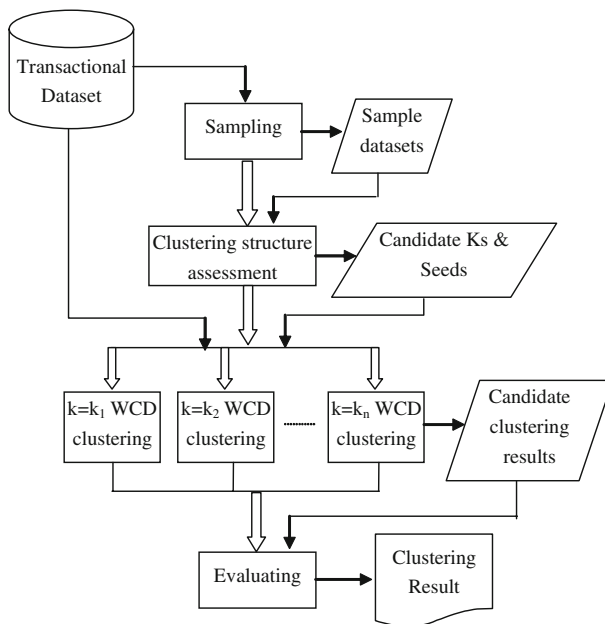 Transactional
Dataset
Sampling
Sample
datasets
Clustering structure
assessment
Candidate Ks &
Seeds
k=k₁ WCD
clustering
k=k₂ WCD
clustering
...........
k=kₙ WCD
clustering
Candidate
clustering
results
Evaluating
Clustering
Result